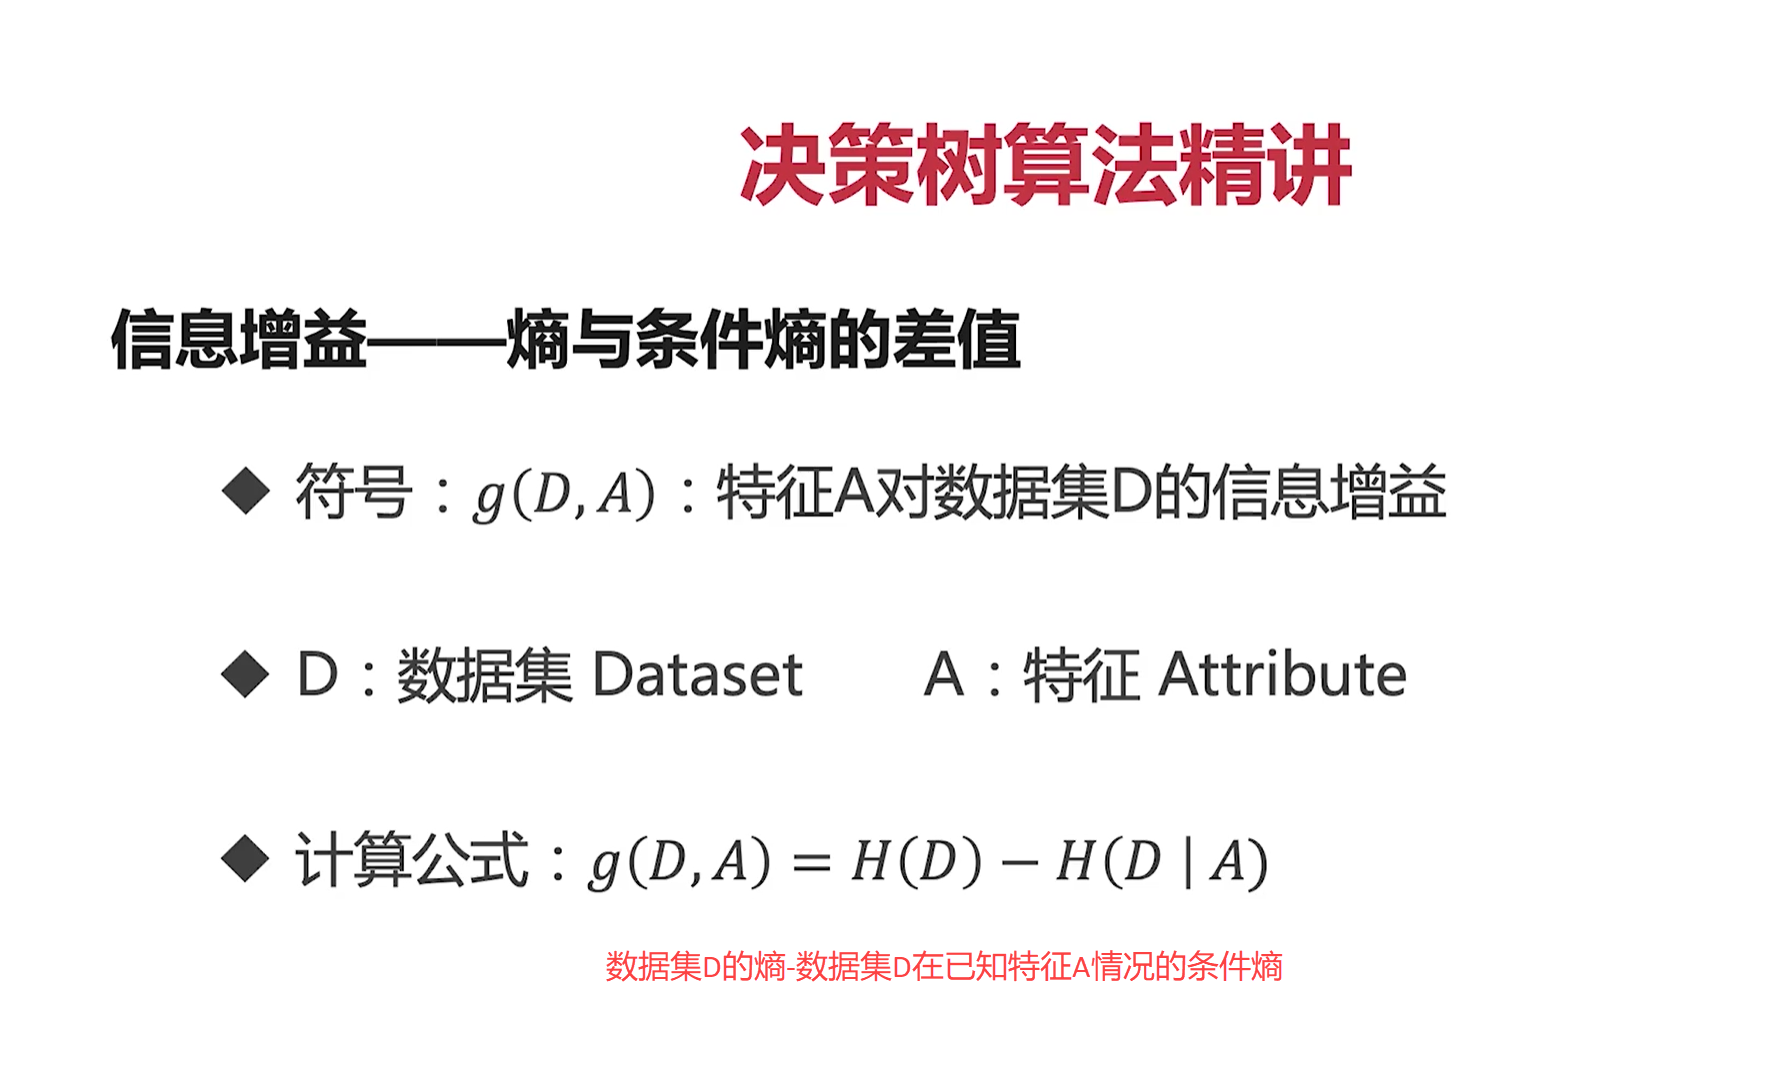 决策树算法精讲
信息增益——熵与条件熵的差值
◆ 符号：g(D, A)：特征A对数据集D的信息增益
◆ D：数据集 Dataset A：特征 Attribute
◆ 计算公式：g(D, A) = H(D) − H(D | A)
数据集D的熵-数据集D在已知特征A情况的条件熵